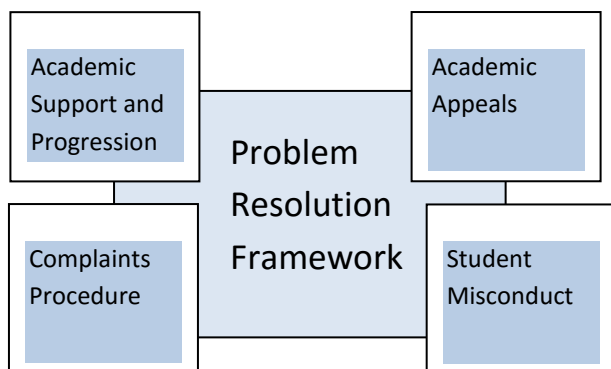 Academic
Support and
Progression
Academic
Appeals
Problem
Resolution
Framework
Complaints
Procedure
Student
Misconduct